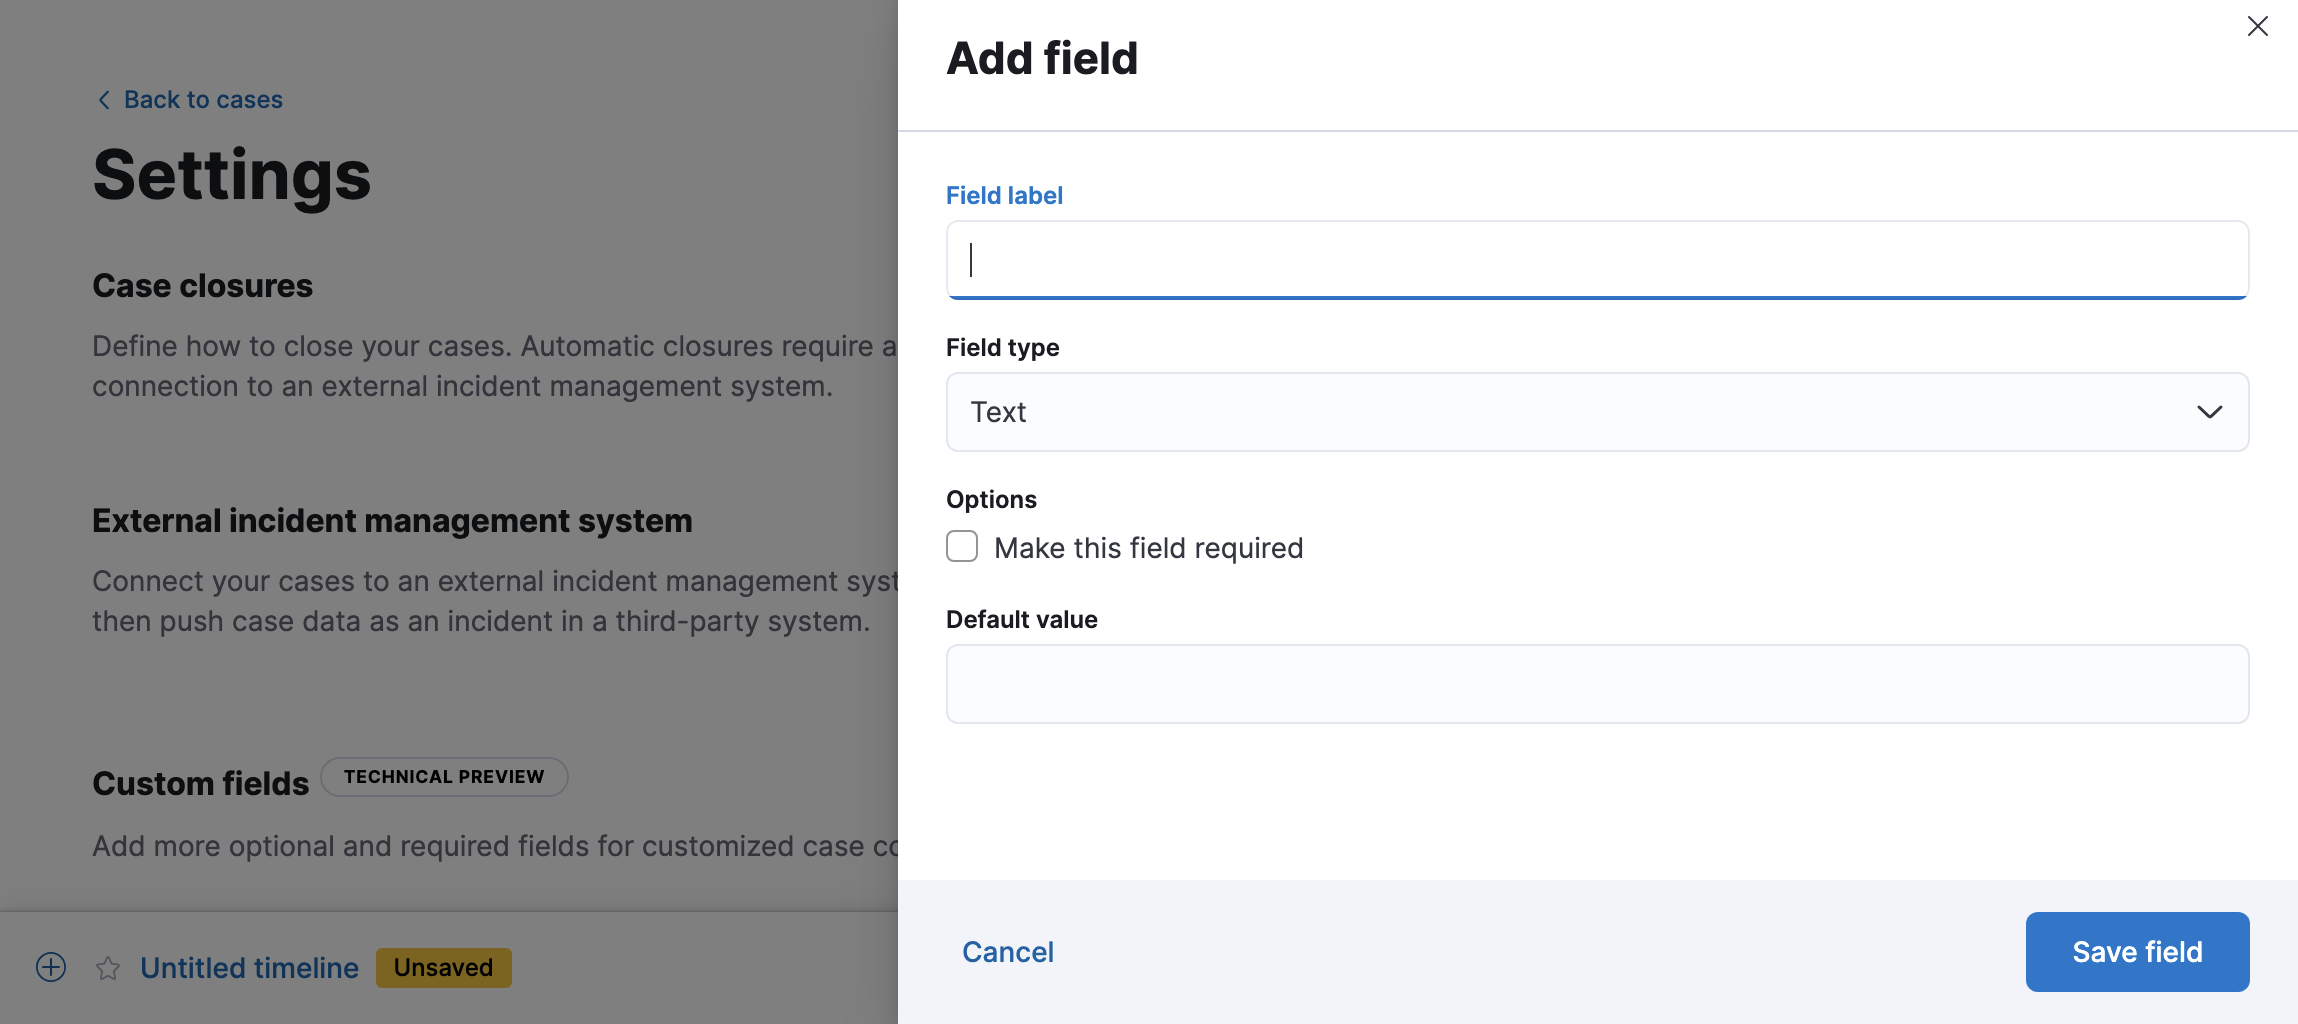 Back to cases
Settings
Case closures
Define how to close your cases. Automatic closures require a
connection to an external incident management system.
External incident management system
Connect your cases to an external incident management syst
then push case data as an incident in a third-party system.
Custom fields TECHNICAL PREVIEW
Add more optional and required fields for customized case co
Untitled timeline Unsaved
Add field
Field label
Field type
Text
Options
Make this field required
Default value
Cancel
Save field